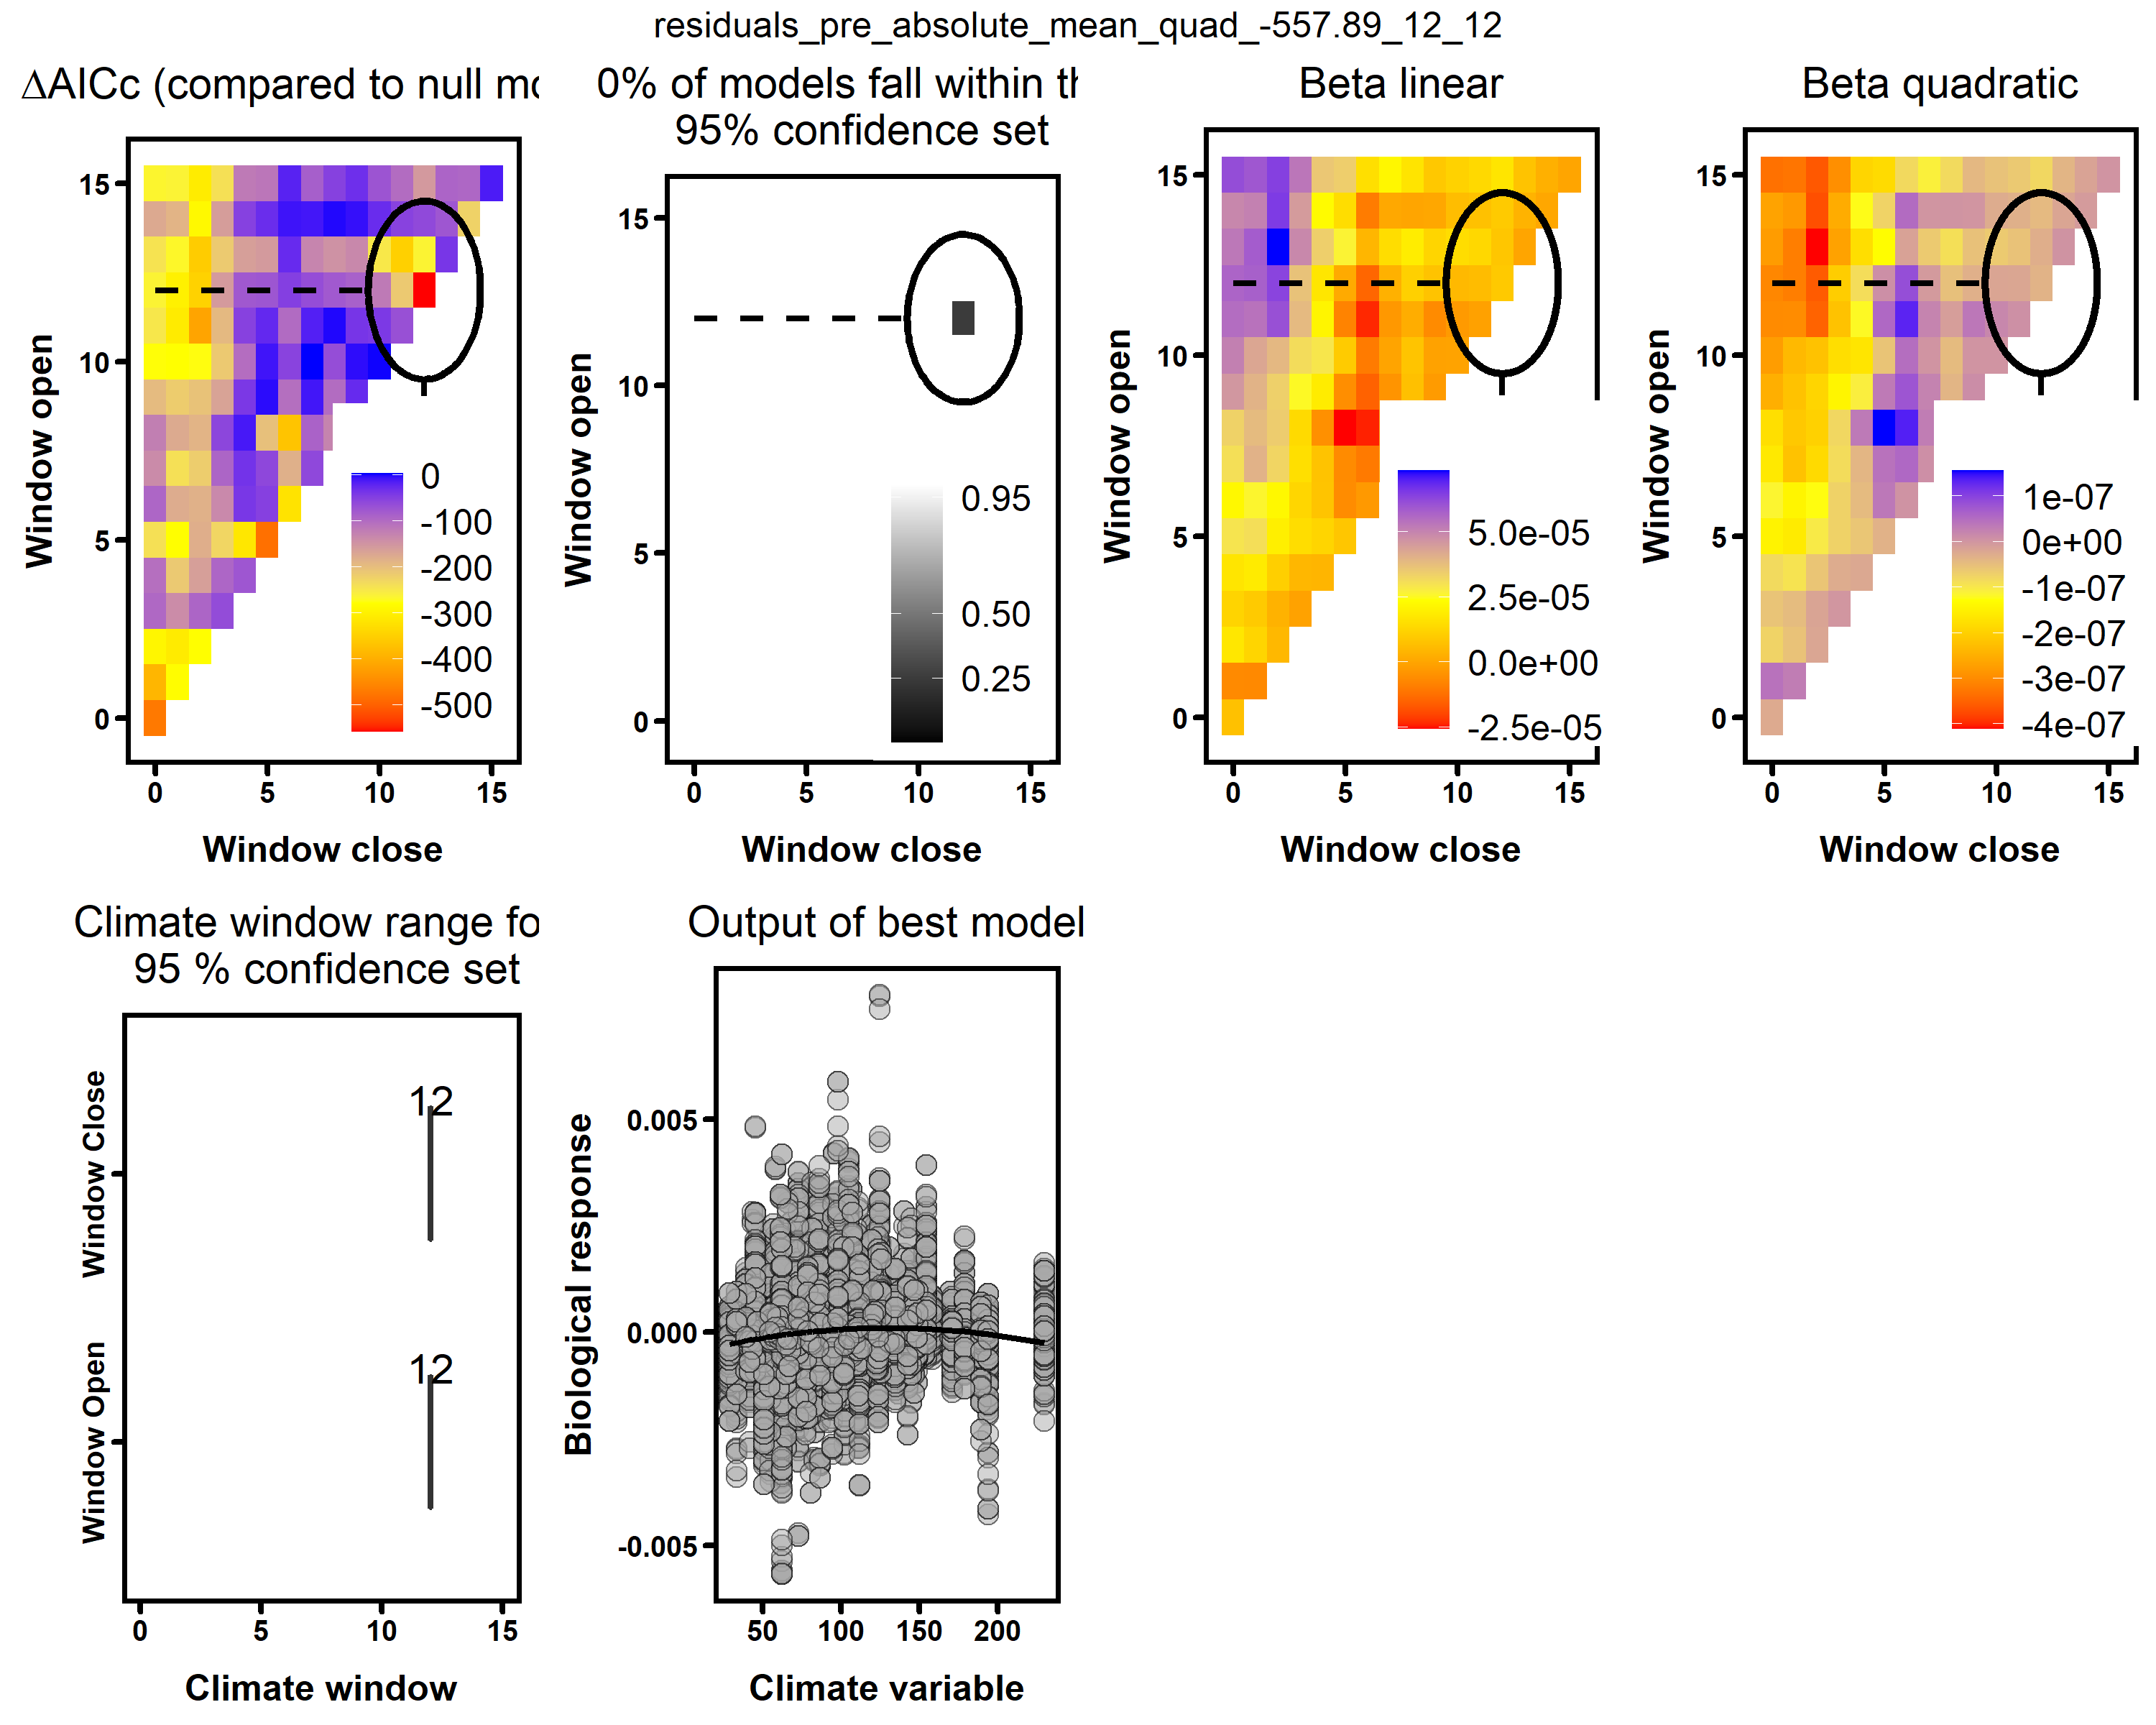 residuals_pre_absolute_mean_quad_-557.89_12_12
ΔAICc (compared to null mo
15
10
5
0
Window open
0
-100
-200
-300
-400
-500
0 5 10 15
Window close
0% of models fall within th
95% confidence set
15
10
5
0
Window open
0.95
0.50
0.25
0 5 10 15
Window close
Beta linear
15
10
5
0
Window open
5.0e-05
2.5e-05
0.0e+00
-2.5e-05
0 5 10 15
Window close
Beta quadratic
15
10
5
0
Window open
1e-07
0e+00
-1e-07
-2e-07
-3e-07
-4e-07
0 5 10 15
Window close
Climate window range fo
95 % confidence set
Window Close
12
Window Open
12
0 5 10 15
Climate window
Output of best model
0.005
0.000
-0.005
Biological response
50 100 150 200
Climate variable